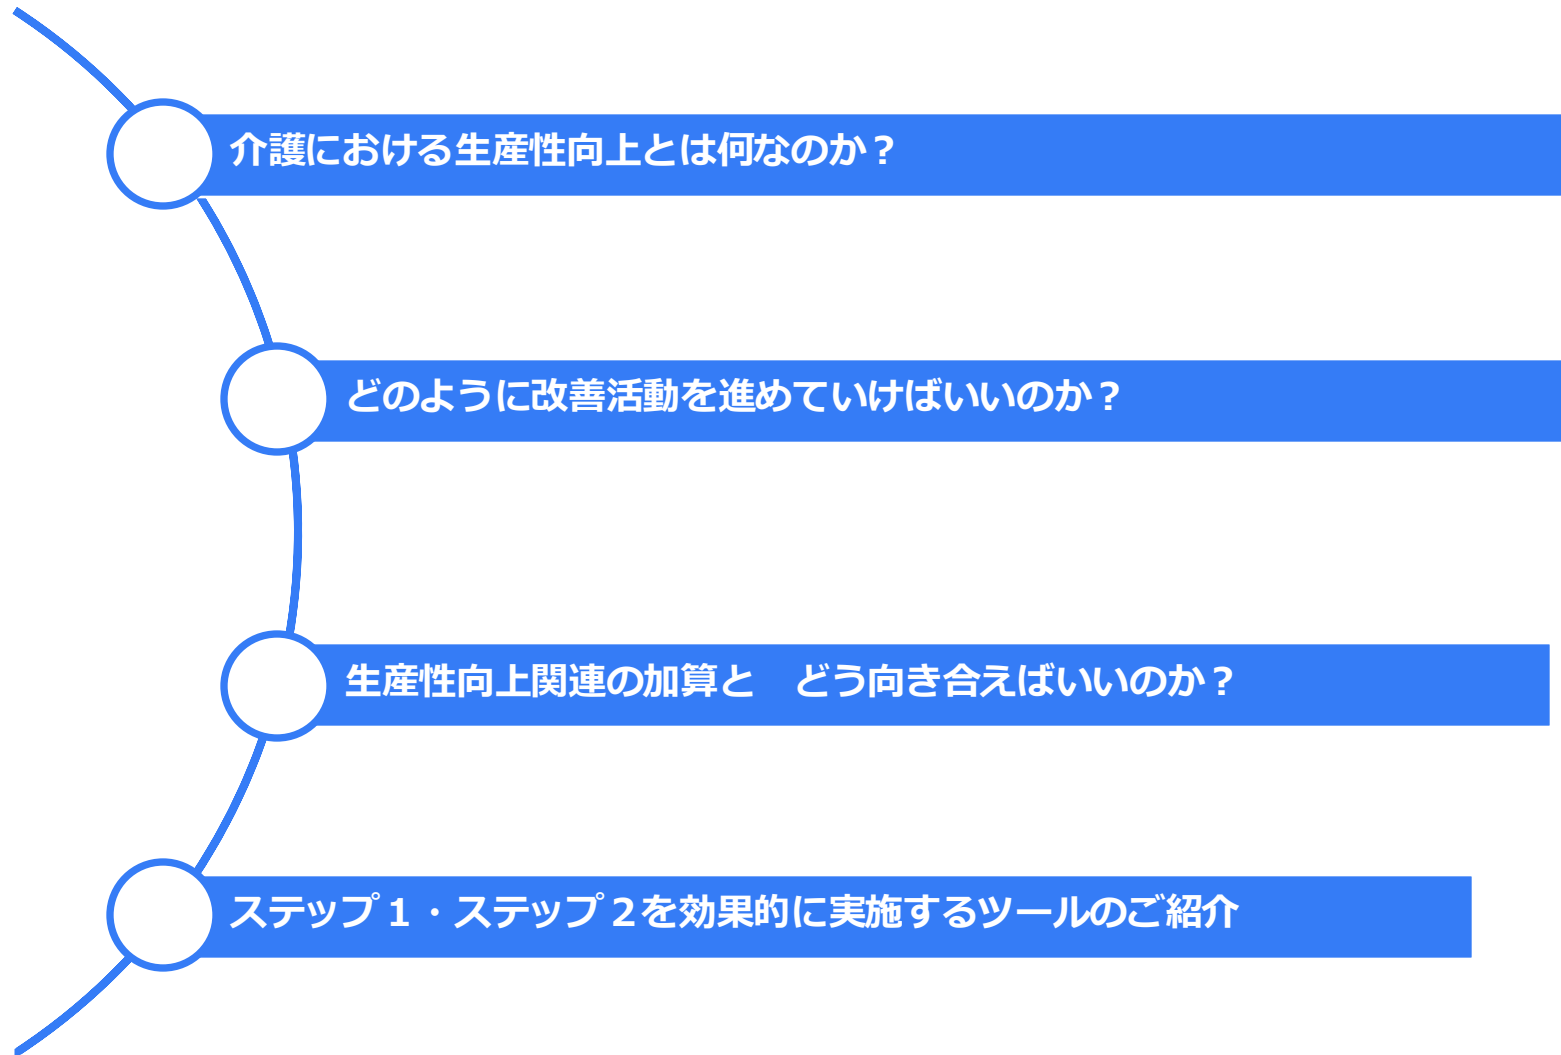 介護における生産性向上とは何なのか？
どのように改善活動を進めていけばいいのか？
生産性向上関連の加算と　どう向き合えばいいのか？
ステップ１・ステップ２を効果的に実施するツールのご紹介